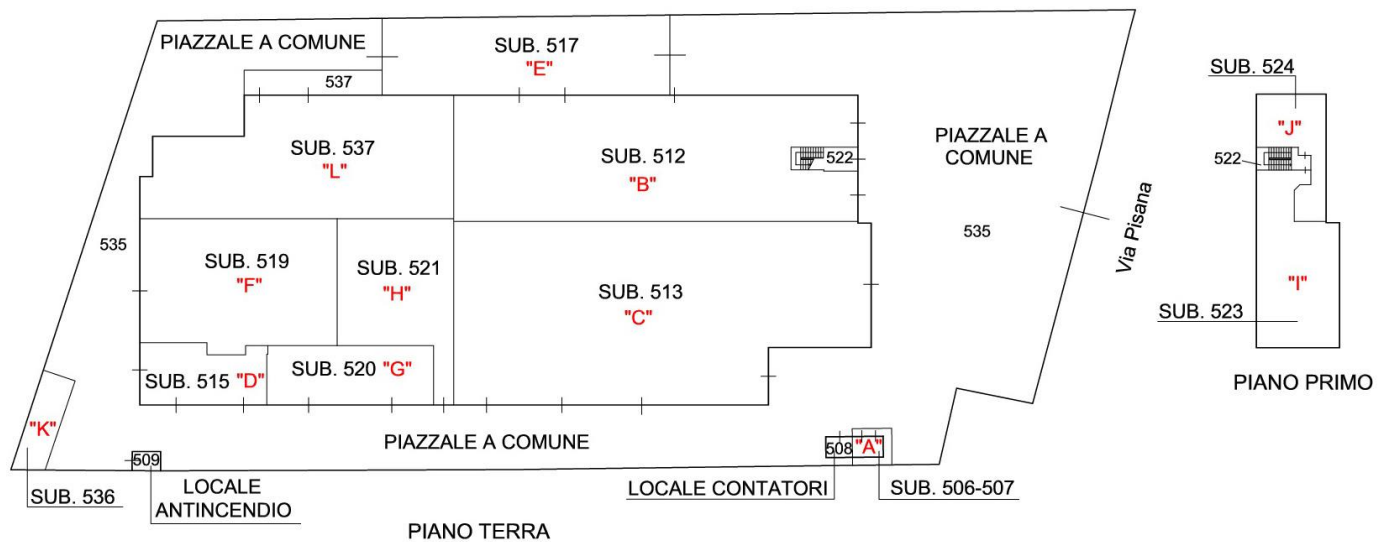 PIAZZALE A COMUNE
SUB. 517
"E"
537
SUB. 524
"J"
522
SUB. 537
"L"
SUB. 512
"B"
522
PIAZZALE A
COMUNE
Via Pisana
535
535
SUB. 519
"F"
SUB. 521
"H"
SUB. 513
"C"
"I"
SUB. 523
SUB. 515 "D"
SUB. 520 "G"
PIANO PRIMO
"K"
PIAZZALE A COMUNE
508
"A"
509
SUB. 536
LOCALE
ANTINCENDIO
LOCALE CONTATORI
SUB. 506-507
PIANO TERRA